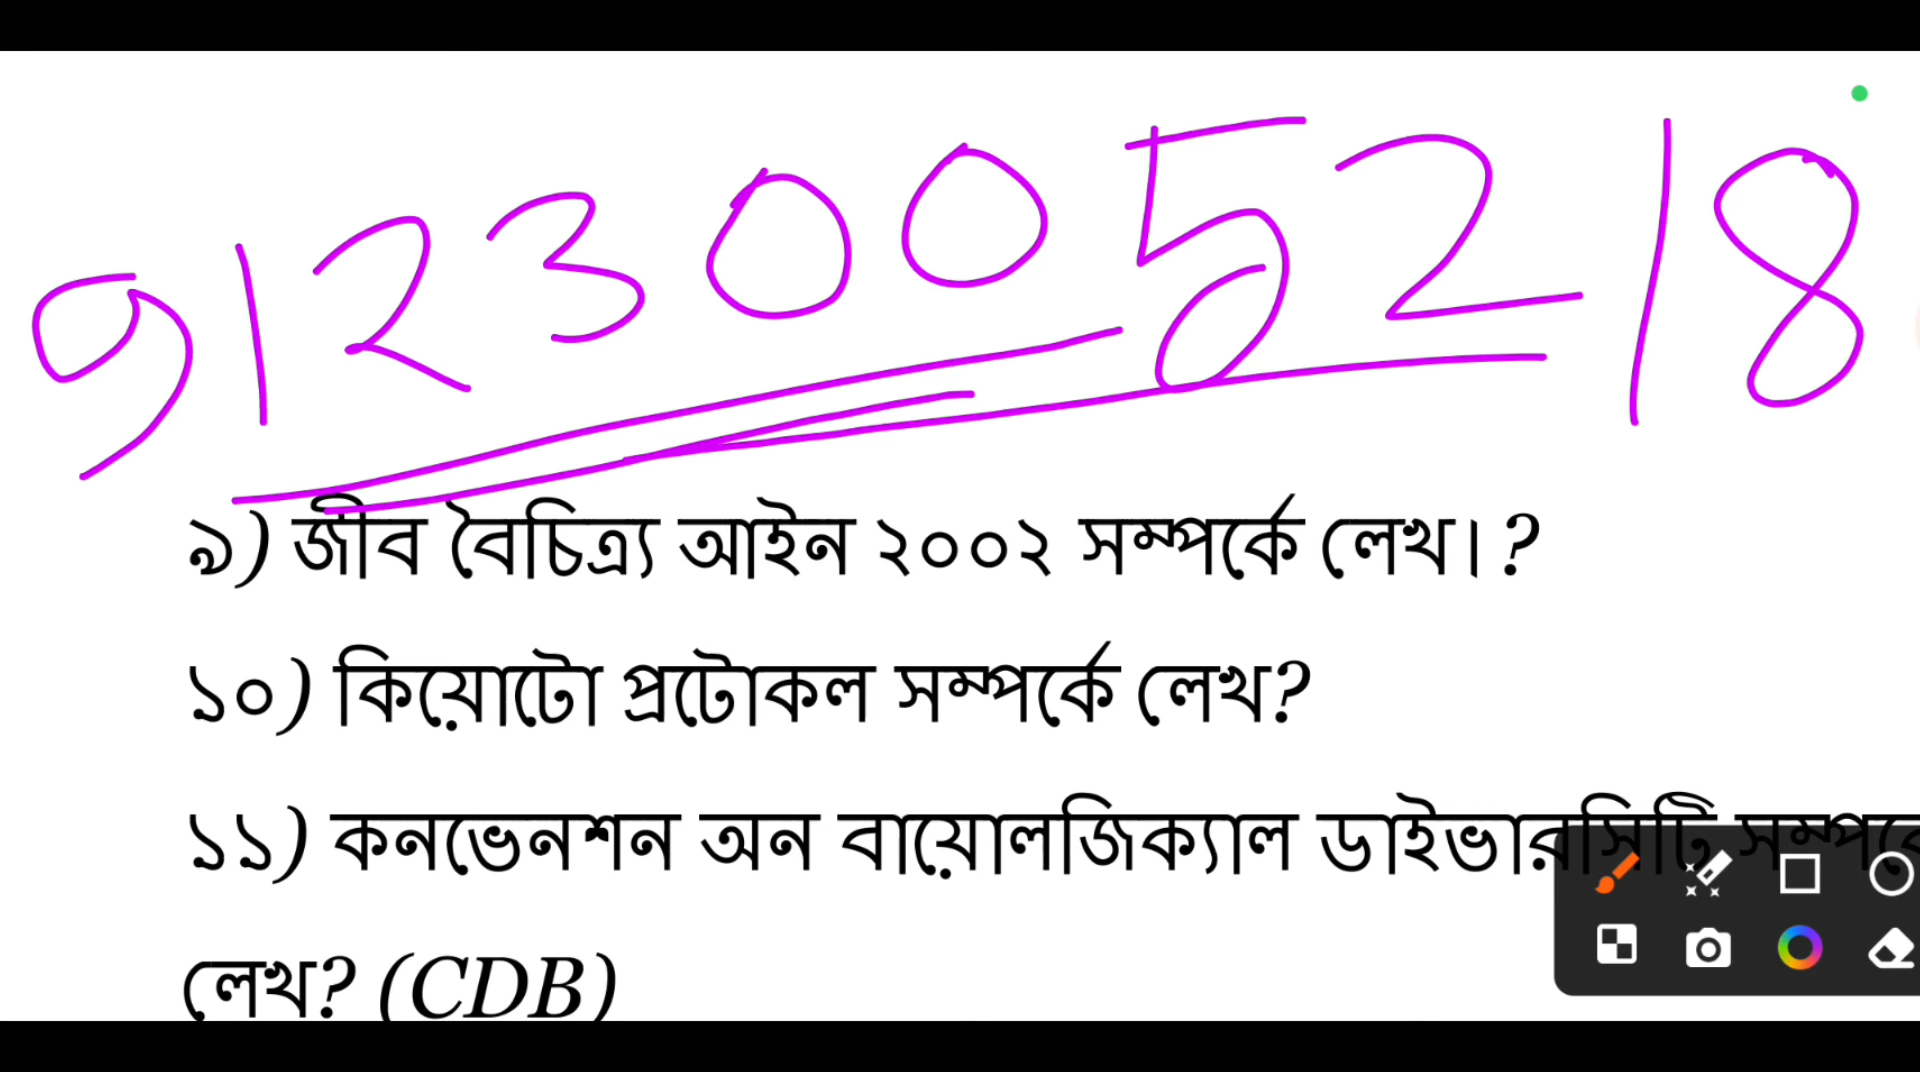 9123005218
৯) জীব বৈচিত্র্য আইন ২০০২ সম্পর্কে লেখ। ?
১০) কিয়োটো প্রটোকল সম্পর্কে লেখ?
১১) কনভেনশন অন বায়োলজিক্যাল ডাইভারসিটি
লেখ? (CDB)